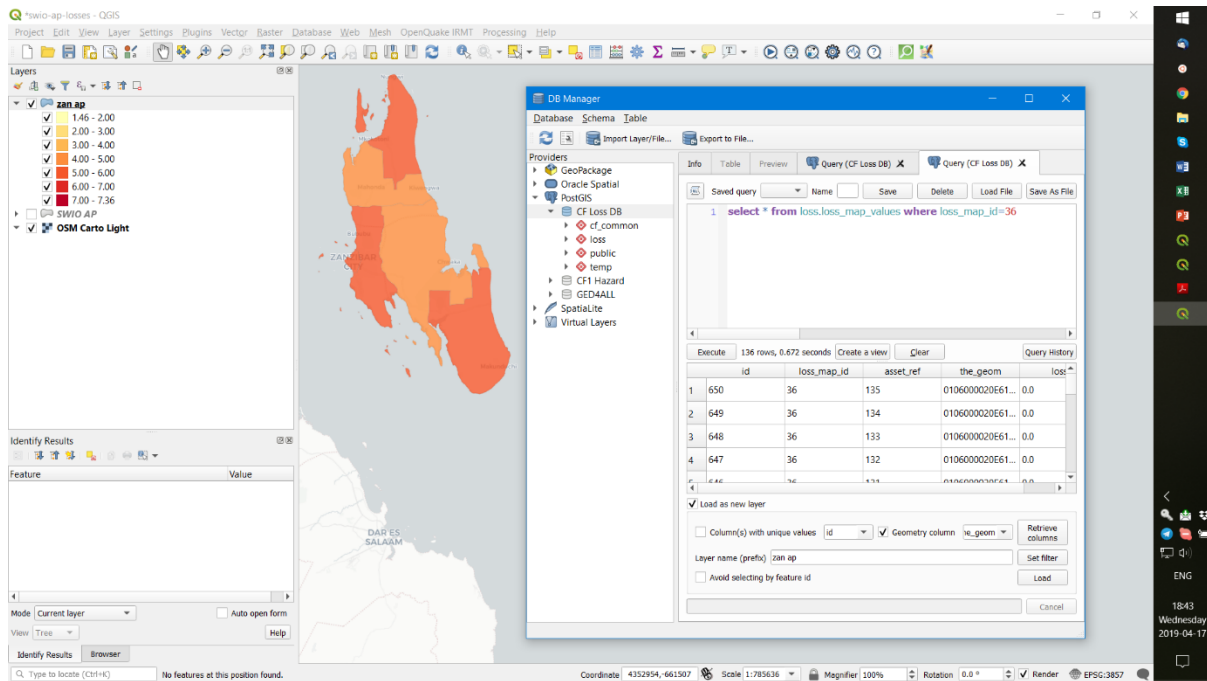 *swio-ap-losses - QGIS
Project Edit View Layer Settings Plugins Vector Raster Database Web Mesh OpenQuake IRMT Processing Help
Layers
zan ap
1.46 - 2.00
2.00 - 3.00
3.00 - 4.00
4.00 - 5.00
5.00 - 6.00
6.00 - 7.00
7.00 - 7.36
SWIO AP
OSM Carto Light
Identify Results
Feature Value
Mode Current layer Auto open form
View Tree Help
Identify Results Browser
Type to locate (Ctrl+K) No features at this position found.
ZANZIBAR
CITY
DAR ES
SALAAM
DB Manager
Database Schema Table
Import Layer/File... Export to File...
Providers
GeoPackage
Oracle Spatial
PostGIS
CF Loss DB
cf_common
loss
public
temp
CF1 Hazard
GED4ALL
SpatiaLite
Virtual Layers
Info Table Preview Query (CF Loss DB) Query (CF Loss DB)
Saved query Name Save Delete Load File Save As File
1 select * from loss.loss_map_values where loss_map_id=36
Execute 136 rows, 0.672 seconds Create a view Clear Query History
id loss_map_id asset_ref the_geom loss
1 650 36 135 0106000020E61... 0.0
2 649 36 134 0106000020E61... 0.0
3 648 36 133 0106000020E61... 0.0
4 647 36 132 0106000020E61... 0.0
Load as new layer
Column(s) with unique values id Geometry column he_geom Retrieve columns
Layer name (prefix) zan ap Set filter
Avoid selecting by feature id Load
Cancel
Coordinate 4352954,-661507 Scale 1:785636 Magnifier 100% Rotation 0.0 ° Render EPSG:3857
ENG
18:43
Wednesday
2019-04-17